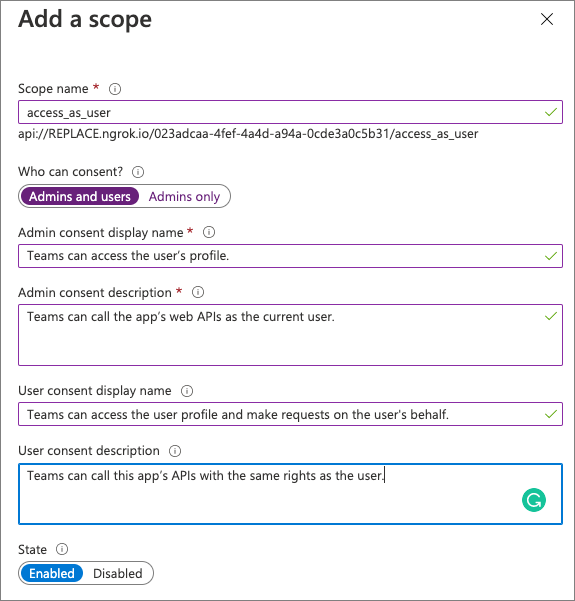 Add a scope
Scope name *
access_as_user
api://REPLACE.ngrok.io/023adcaa-4fef-4a4d-a94a-0cde3a0c5b31/access_as_user
Who can consent?
Admins and users Admins only
Admin consent display name *
Teams can access the user’s profile.
Admin consent description *
Teams can call the app’s web APIs as the current user.
User consent display name
Teams can access the user profile and make requests on the user's behalf.
User consent description
Teams can call this app’s APIs with the same rights as the user.
State
Enabled Disabled